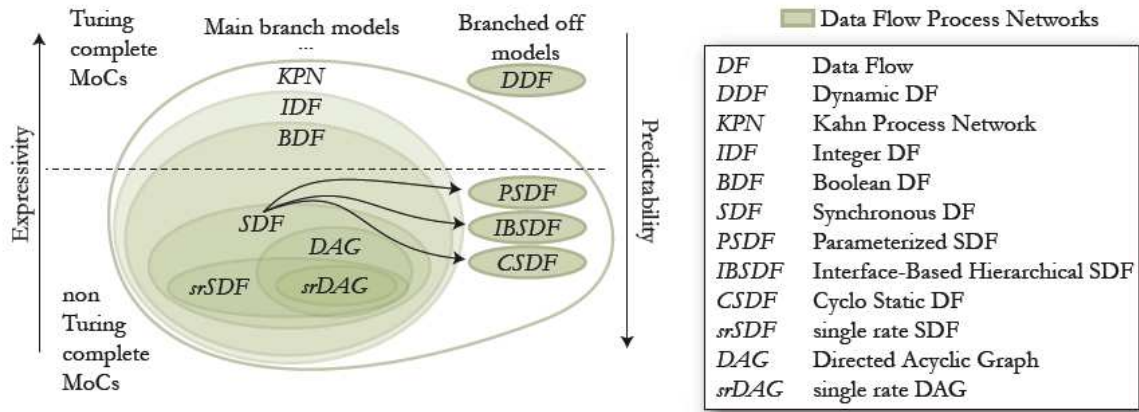 Turing
complete
MoCs
Main branch models
...
Branched off
models
Data Flow Process Networks
KPN
DDF
IDF
BDF
Expressivity
Predictability
PSDF
SDF
IBSDF
DAG
CSDF
srSDF
srDAG
non
Turing
complete
MoCs
DF Data Flow
DDF Dynamic DF
KPN Kahn Process Network
IDF Integer DF
BDF Boolean DF
SDF Synchronous DF
PSDF Parameterized SDF
IBSDF Interface-Based Hierarchical SDF
CSDF Cyclo Static DF
srSDF single rate SDF
DAG Directed Acyclic Graph
srDAG single rate DAG